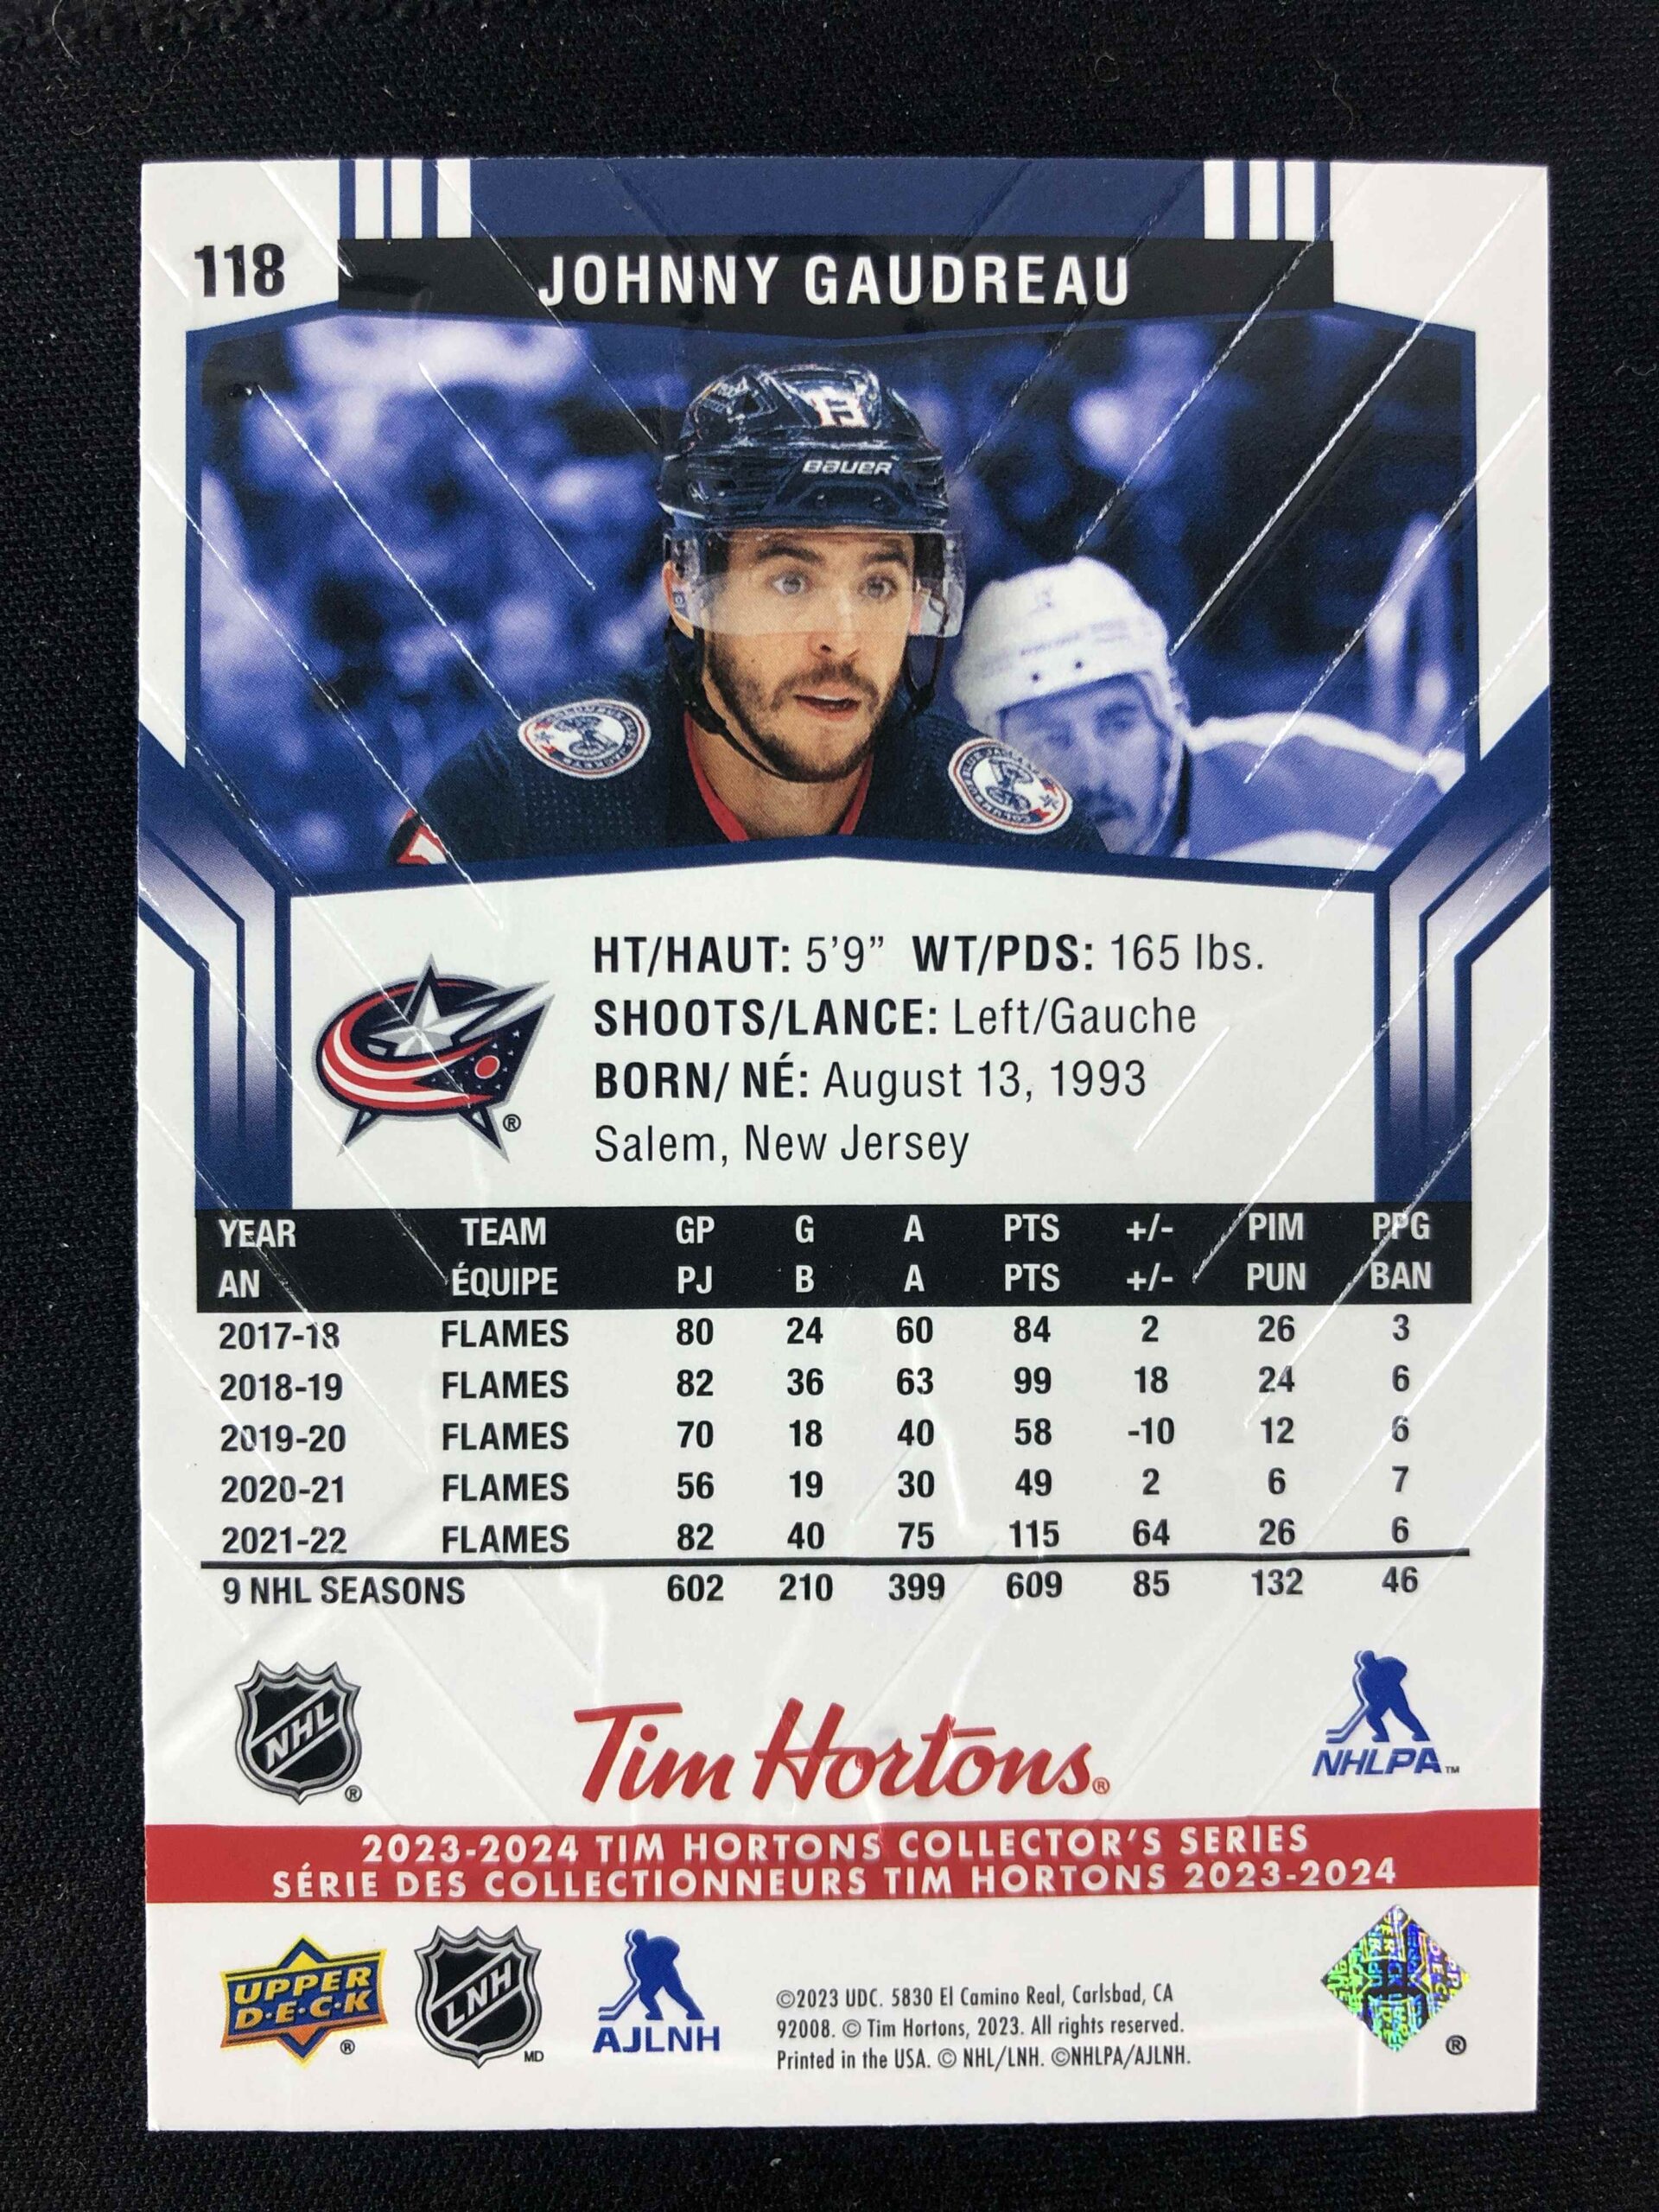 118
JOHNNY GAUDREAU
13
BAUER
HT/HAUT: 5'9” WT/PDS: 165 lbs.
SHOOTS/LANCE: Left/Gauche
BORN/ NÉ: August 13, 1993
Salem, New Jersey
®
YEAR TEAM GP G A PTS +/- PIM PPG
AN ÉQUIPE PJ B A PTS +/- PUN BAN
2017-18 FLAMES 80 24 60 84 2 26 3
2018-19 FLAMES 82 36 63 99 18 24 6
2019-20 FLAMES 70 18 40 58 -10 12 6
2020-21 FLAMES 56 19 30 49 2 6 7
2021-22 FLAMES 82 40 75 115 64 26 6
9 NHL SEASONS 602 210 399 609 85 132 46
NHL ®
Tim Hortons®
NHLPA™
2023-2024 TIM HORTONS COLLECTOR'S SERIES
SÉRIE DES COLLECTIONNEURS TIM HORTONS 2023-2024
UPPER
D·E·C·K ®
LNH MD
AJLNH
©2023 UDC. 5830 El Camino Real, Carlsbad, CA
92008. © Tim Hortons, 2023. All rights reserved.
Printed in the USA. © NHL/LNH. ©NHLPA/AJLNH.
®